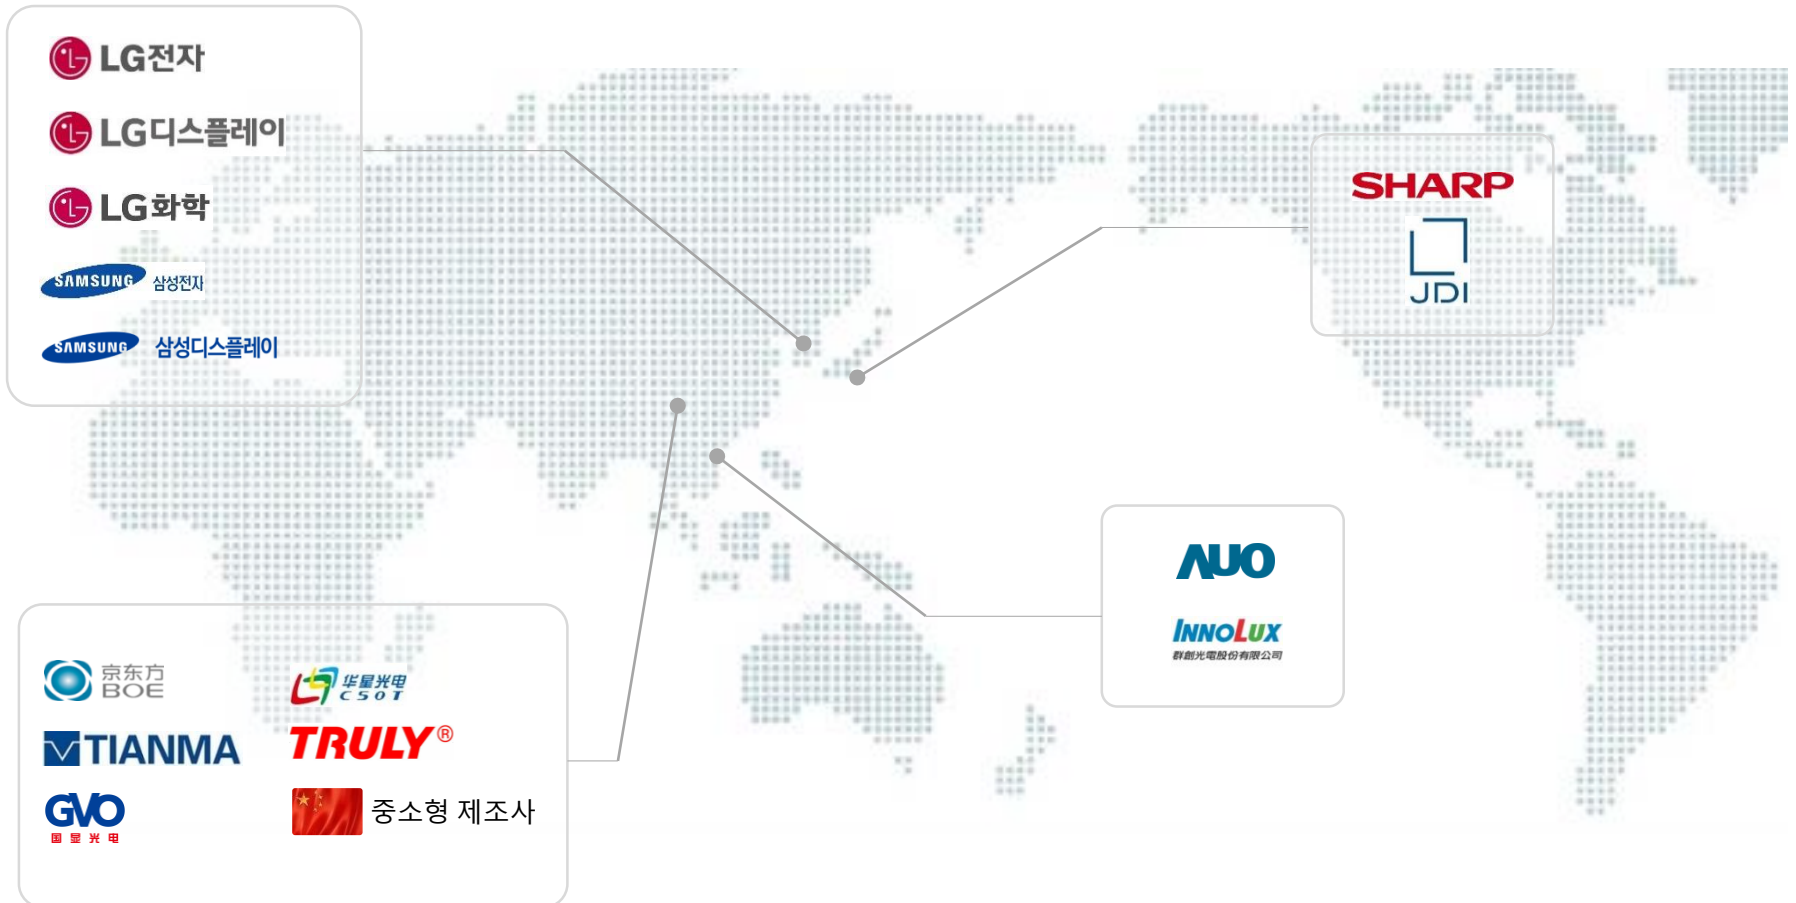 LG전자
LG디스플레이
LG화학
SAMSUNG 삼성전자
SAMSUNG 삼성디스플레이
SHARP
JDI
AUO
INNOLUX
群創光電股份有限公司
京东方
BOE
华星光电
CSOT
TIANMA
TRULY®
GVO
国显光电
중소형 제조사